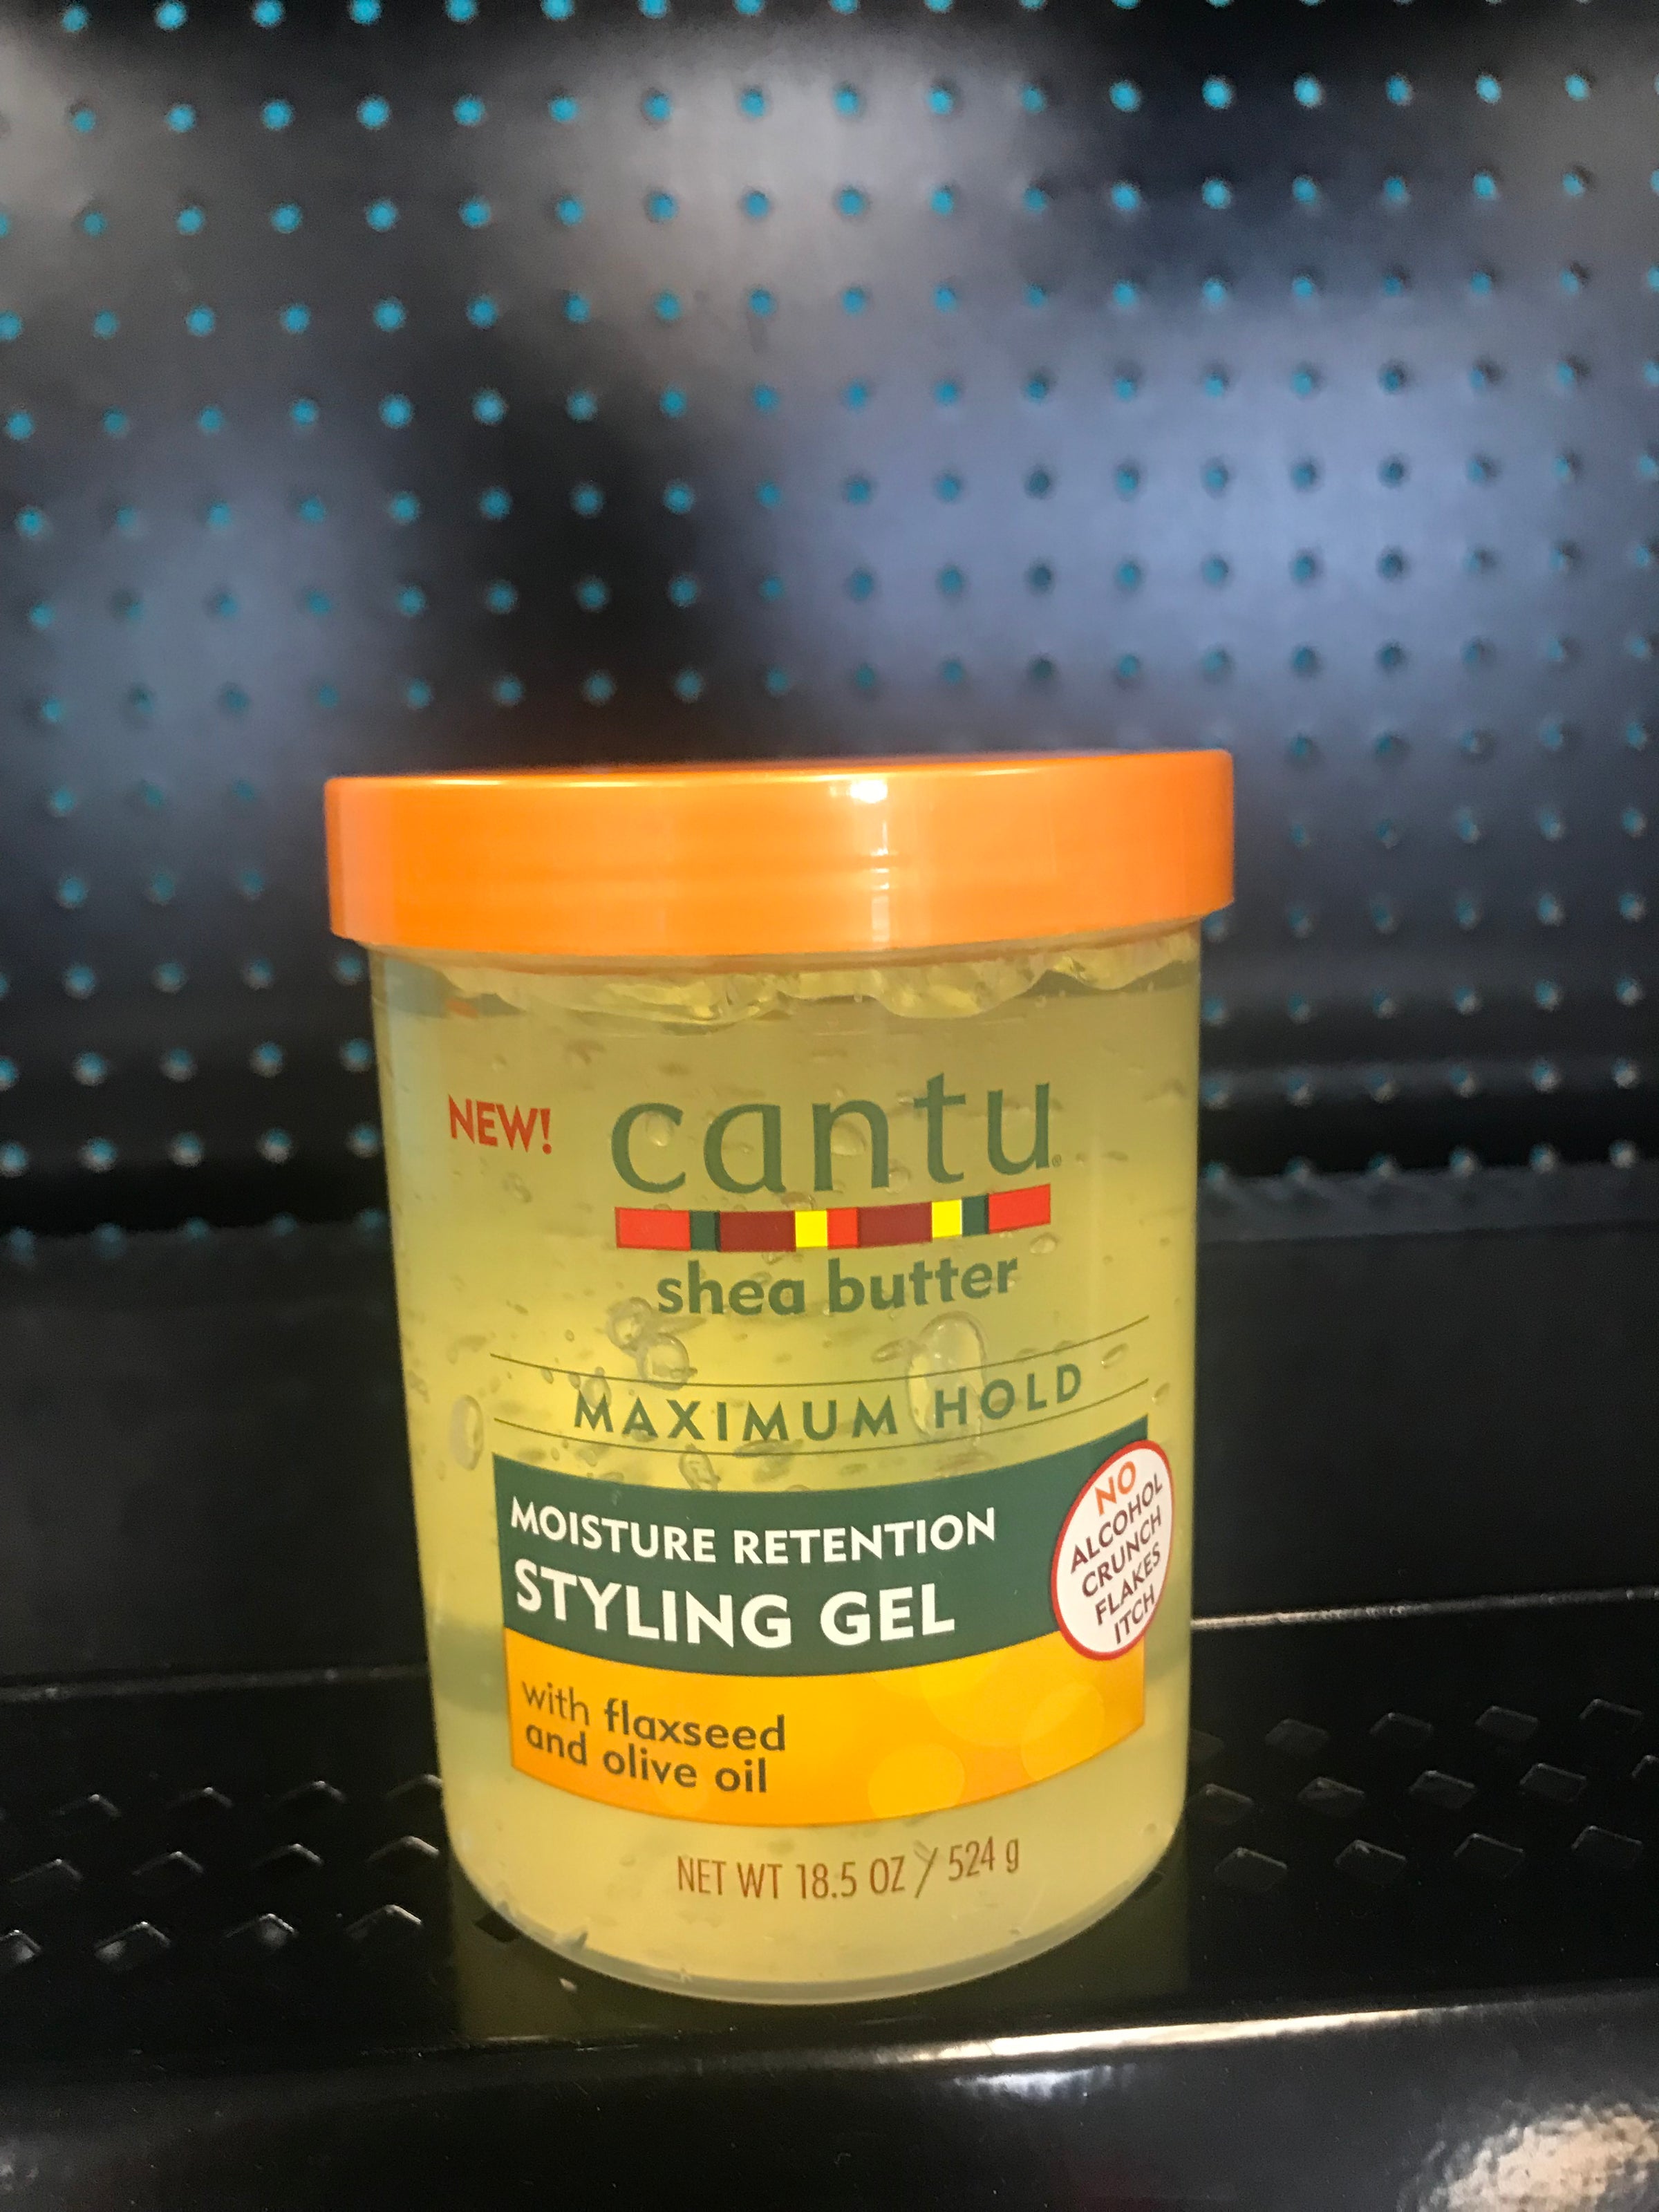 NEW!
cantu®
shea butter
MAXIMUM HOLD
MOISTURE RETENTION
STYLING GEL
NO
ALCOHOL
CRUNCH
FLAKES
ITCH
with flaxseed
and olive oil
NET WT 18.5 OZ / 524 g